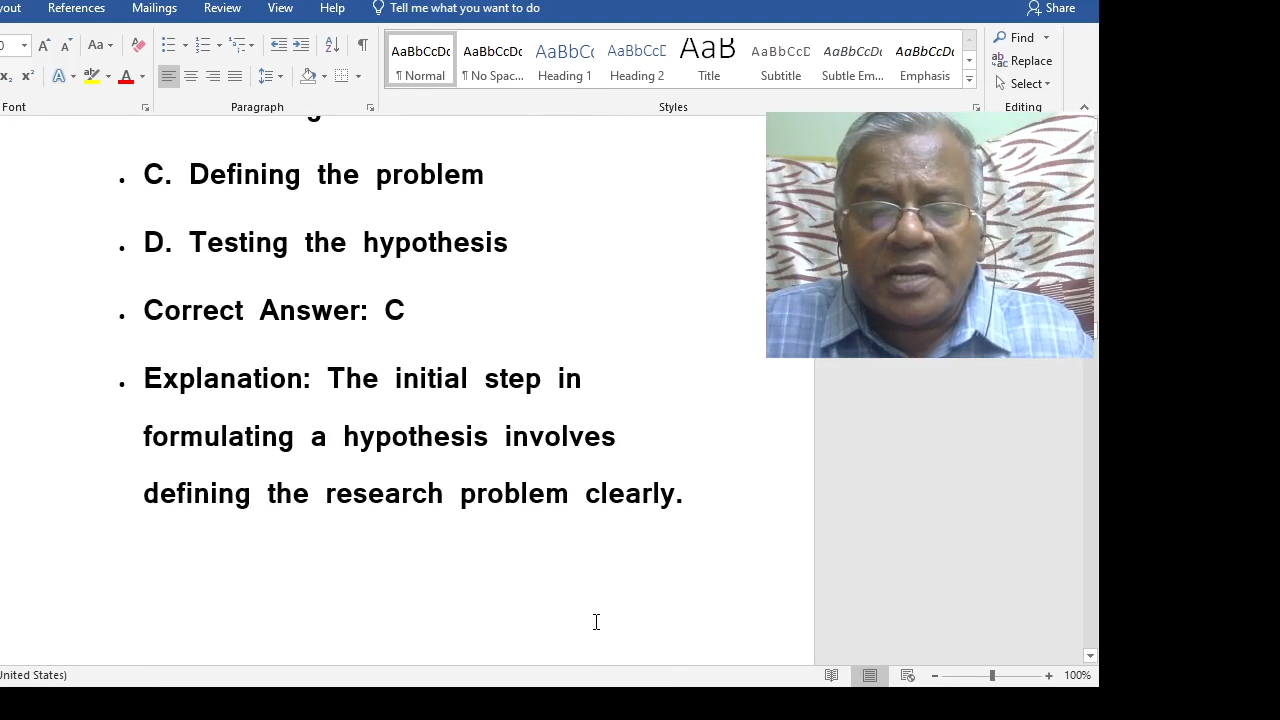 References Mailings Review View Help Tell me what you want to do Share
Aa
AaBbCcDc AaBbCcDc AaBbCc AaBbCcD AaB AaBbCcD AaBbCcDc AaBbCcDc
¶ Normal ¶ No Spac... Heading 1 Heading 2 Title Subtitle Subtle Em... Emphasis
Find
Replace
Select
Font Paragraph Styles Editing
C. Defining the problem
D. Testing the hypothesis
Correct Answer: C
Explanation: The initial step in
formulating a hypothesis involves
defining the research problem clearly.
United States) 100%